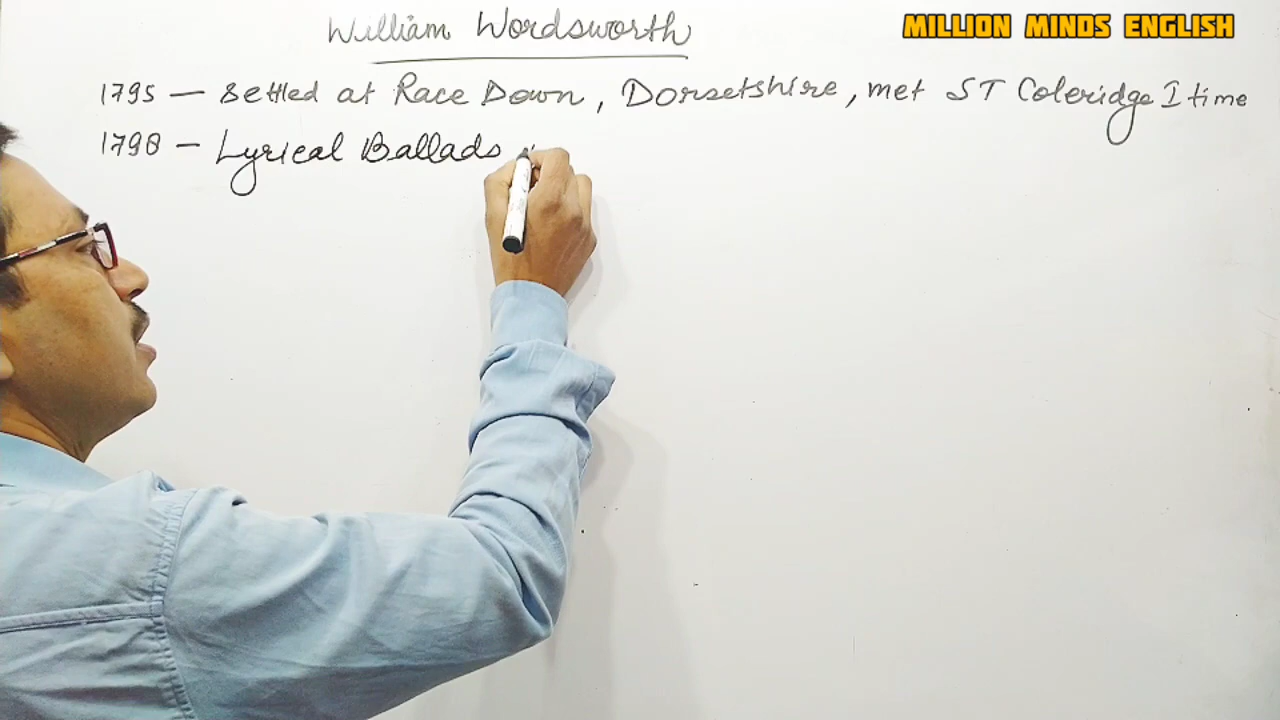 William Wordsworth
MILLION MINDS ENGLISH
1795 — Settled at Race Down, Dorsetshire, met ST Coleridge I time
1798 — Lyrical Ballads